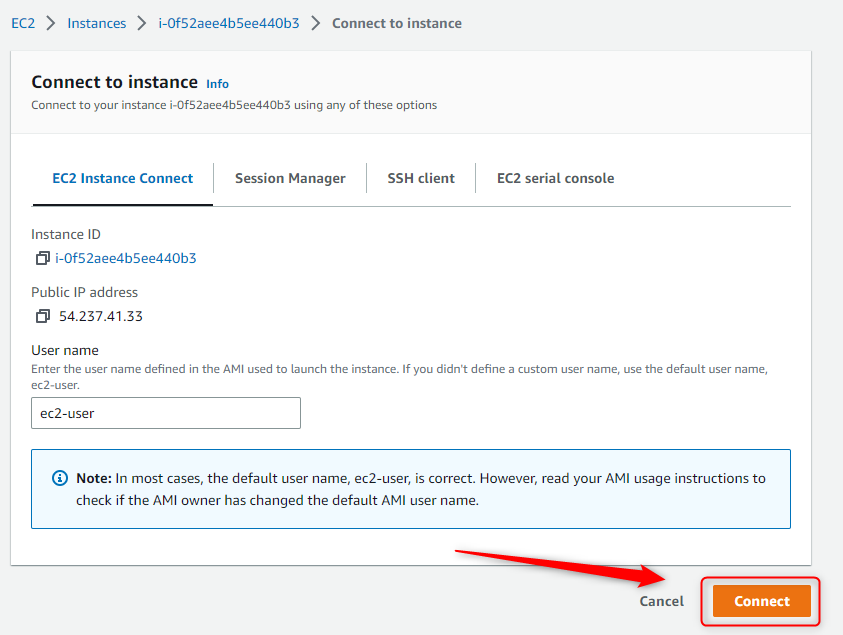 EC2 > Instances > i-0f52aee4b5ee440b3 > Connect to instance
Connect to instance Info
Connect to your instance i-0f52aee4b5ee440b3 using any of these options
EC2 Instance Connect Session Manager SSH client EC2 serial console
Instance ID
i-0f52aee4b5ee440b3
Public IP address
54.237.41.33
User name
Enter the user name defined in the AMI used to launch the instance. If you didn't define a custom user name, use the default user name,
ec2-user.
ec2-user
Note: In most cases, the default user name, ec2-user, is correct. However, read your AMI usage instructions to
check if the AMI owner has changed the default AMI user name.
Cancel Connect